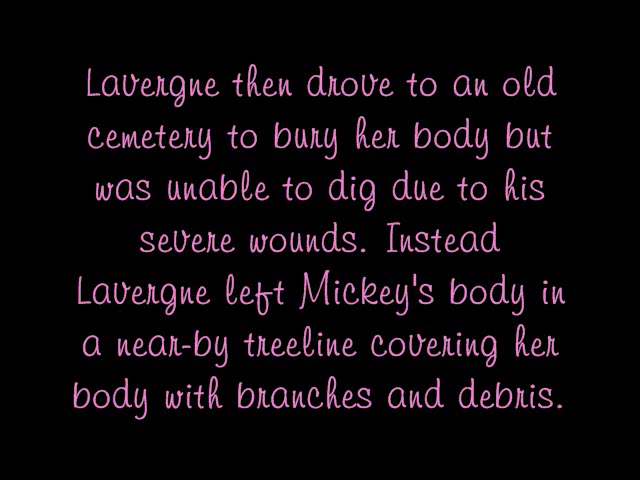 Lavergne then drove to an old
cemetery to bury her body but
was unable to dig due to his
severe wounds. Instead
Lavergne left Mickey's body in
a near-by treeline covering her
body with branches and debris.